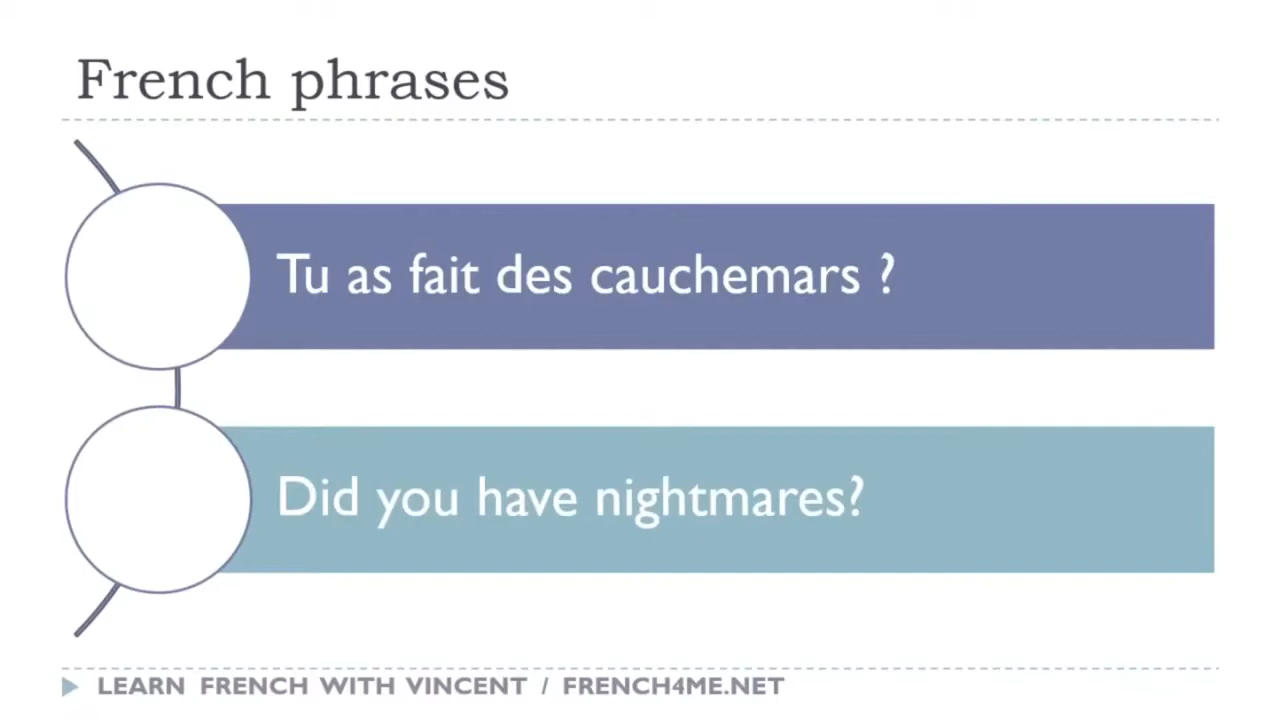 French phrases
Tu as fait des cauchemars ?
Did you have nightmares?
LEARN FRENCH WITH VINCENT / FRENCH4ME.NET